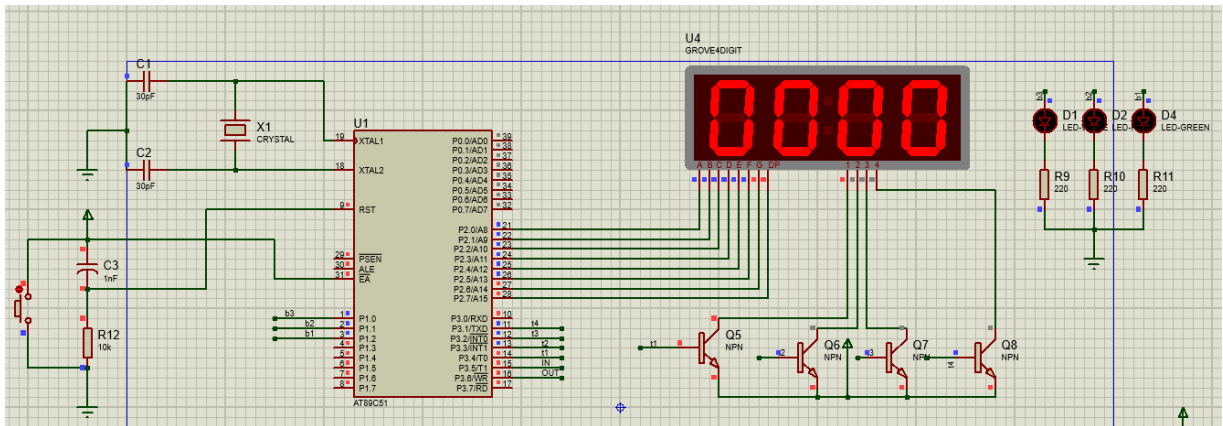 U4
GROVE4DIGIT
0000
A B C D E F G DP
1 2 3 4
C1
30pF
X1
CRYSTAL
C2
30pF
C3
1nF
R12
10k
U1
19 XTAL1
18 XTAL2
9 RST
29 PSEN
30 ALE
31 EA
b3 1 P1.0
b2 2 P1.1
b1 3 P1.2
4 P1.3
5 P1.4
6 P1.5
7 P1.6
8 P1.7
P0.0/AD0 39
P0.1/AD1 38
P0.2/AD2 37
P0.3/AD3 36
P0.4/AD4 35
P0.5/AD5 34
P0.6/AD6 33
P0.7/AD7 32
P2.0/A8 21
P2.1/A9 22
P2.2/A10 23
P2.3/A11 24
P2.4/A12 25
P2.5/A13 26
P2.6/A14 27
P2.7/A15 28
P3.0/RXD 10
P3.1/TXD 11 t4
P3.2/INT0 12 t3
P3.3/INT1 13 t2
P3.4/T0 14 t1
P3.5/T1 15 IN
P3.6/WR 16 OUT
P3.7/RD 17
AT89C51
t1
Q5
NPN
Q6
NPN
Q7
NPN
t4
Q8
NPN
b3
b2
b1
D1
D2
D4
LED-GREEN
R9
220
R10
220
R11
220